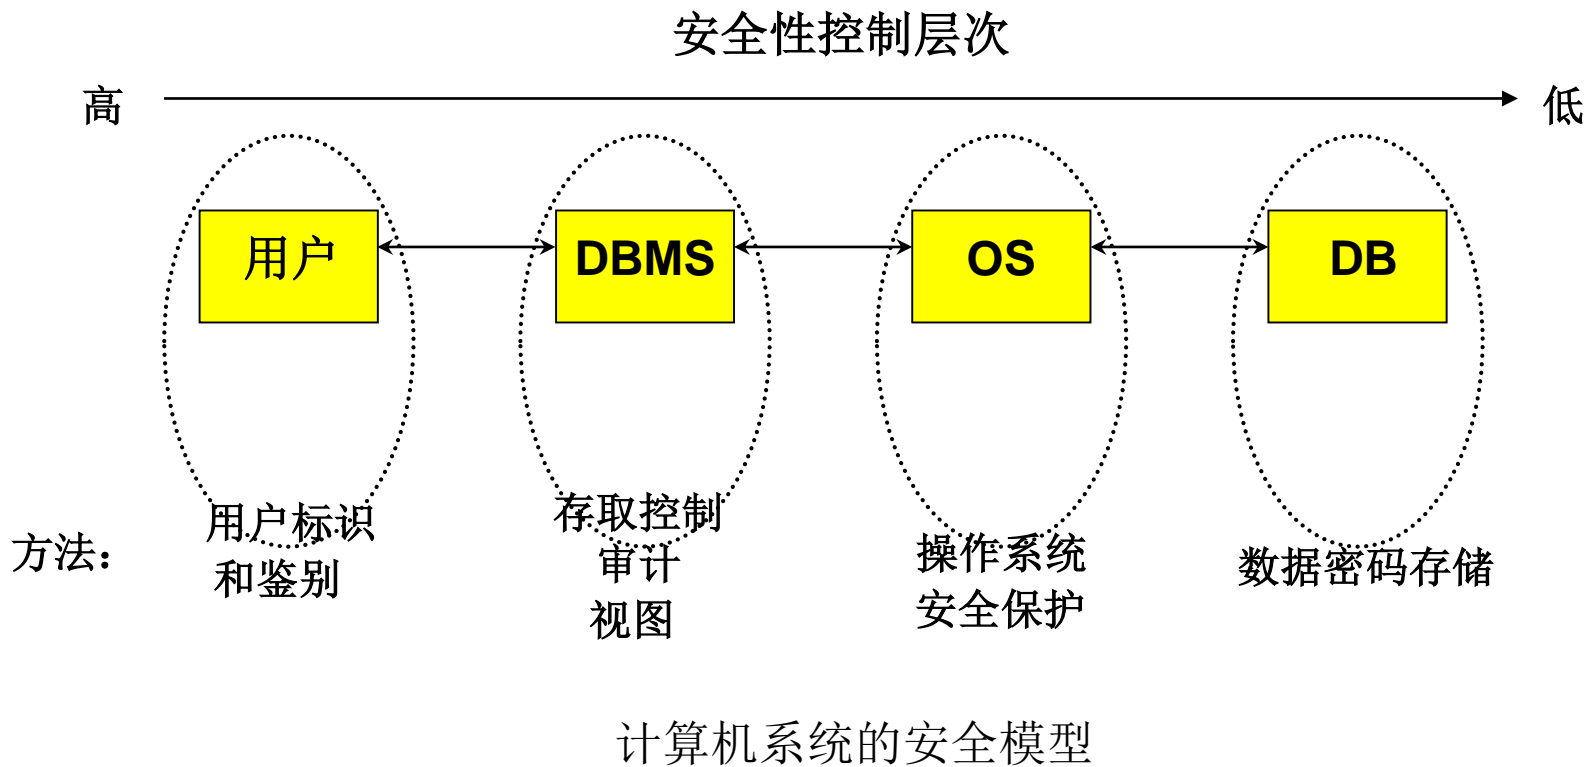 安全性控制层次
高
低
用户
DBMS
OS
DB
方法：
用户标识
和鉴别
存取控制
审计
视图
操作系统
安全保护
数据密码存储
计算机系统的安全模型